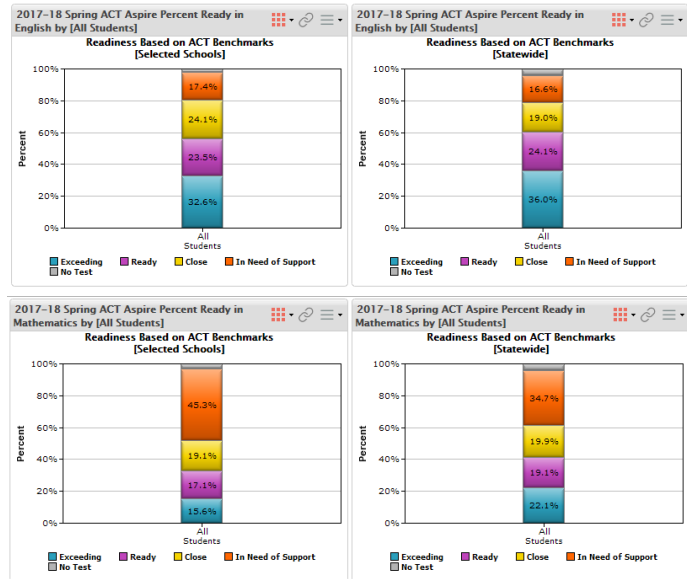 2017-18 Spring ACT Aspire Percent Ready in
English by [All Students]
Readiness Based on ACT Benchmarks
[Selected Schools]
100%
80%
60%
40%
20%
0%
Percent
17.4%
24.1%
23.5%
32.6%
All
Students
Exceeding Ready Close In Need of Support
No Test
2017-18 Spring ACT Aspire Percent Ready in
English by [All Students]
Readiness Based on ACT Benchmarks
[Statewide]
100%
80%
60%
40%
20%
0%
Percent
16.6%
19.0%
24.1%
36.0%
All
Students
Exceeding Ready Close In Need of Support
No Test
2017-18 Spring ACT Aspire Percent Ready in
Mathematics by [All Students]
Readiness Based on ACT Benchmarks
[Selected Schools]
100%
80%
60%
40%
20%
0%
Percent
45.3%
19.1%
17.1%
15.6%
All
Students
Exceeding Ready Close In Need of Support
No Test
2017-18 Spring ACT Aspire Percent Ready in
Mathematics by [All Students]
Readiness Based on ACT Benchmarks
[Statewide]
100%
80%
60%
40%
20%
0%
Percent
34.7%
19.9%
19.1%
22.1%
All
Students
Exceeding Ready Close In Need of Support
No Test